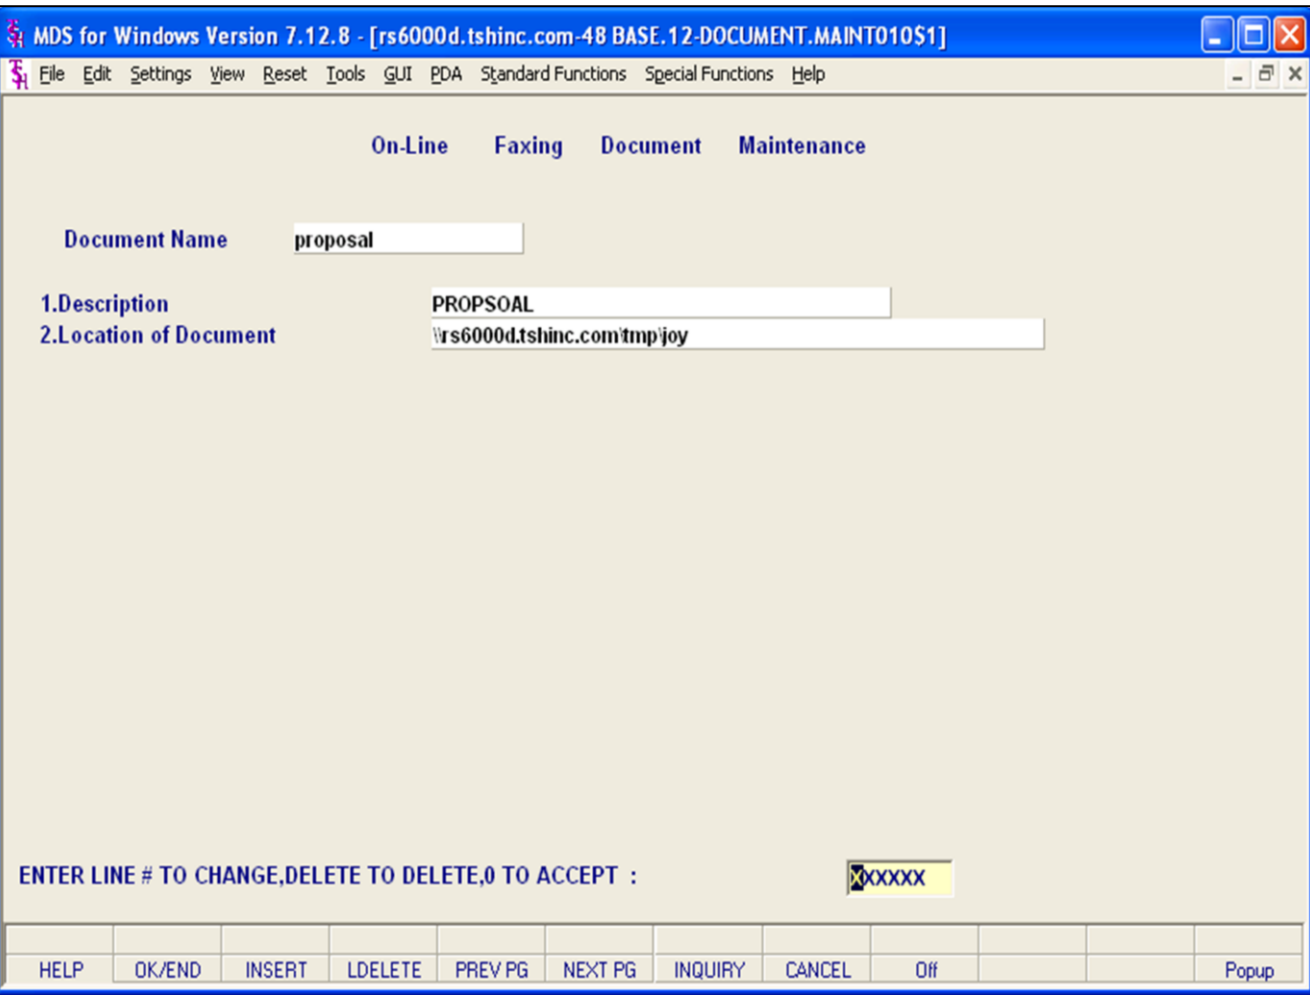 MDS for Windows Version 7.12.8 - [rs6000d.tshinc.com-48 BASE.12-DOCUMENT.MAINT010$1]
File Edit Settings View Reset Tools GUI PDA Standard Functions Special Functions Help
On-Line Faxing Document Maintenance
Document Name proposal
1.Description PROPSOAL
2.Location of Document \\rs6000d.tshinc.com\tmp\joy
ENTER LINE # TO CHANGE,DELETE TO DELETE,0 TO ACCEPT : XXXXXX
HELP OK/END INSERT LDELETE PREV PG NEXT PG INQUIRY CANCEL Off Popup